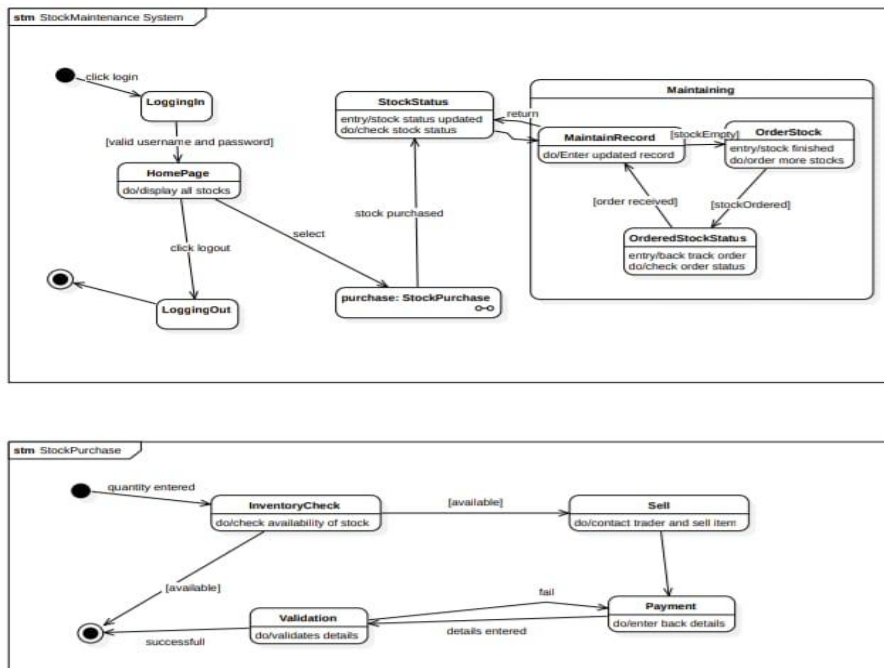 stm StockMaintenance System
click login
LoggingIn
[valid username and password]
HomePage
do/display all stocks
click logout
select
LoggingOut
StockStatus
entry/stock status updated
do/check stock status
stock purchased
purchase: StockPurchase
return
Maintaining
MaintainRecord
do/Enter updated record
[stockEmpty]
OrderStock
entry/stock finished
do/order more stocks
[order received]
[stockOrdered]
OrderedStockStatus
entry/back track order
do/check order status
stm StockPurchase
quantity entered
InventoryCheck
do/check availability of stock
[available]
Sell
do/contact trader and sell item
[available]
fail
Validation
do/validates details
Payment
do/enter back details
details entered
successfull